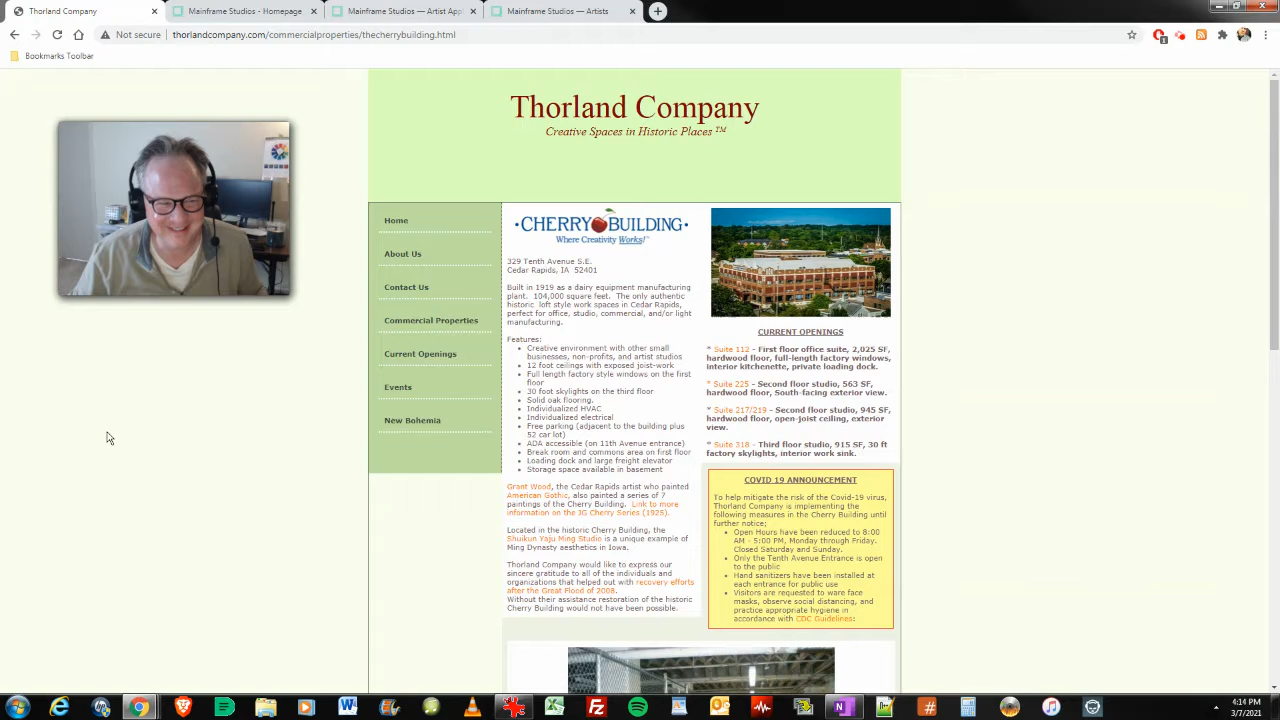 Thorland Company
Mainframe Studios - Homepage
Mainframe Studios — Artist Appl
Mainframe Studios — Artists
Not secure
thorlandcompany.com/commercialproperties/thecherrybuilding.html
Bookmarks Toolbar
Thorland Company
Creative Spaces in Historic Places TM
Home
About Us
Contact Us
Commercial Properties
Current Openings
Events
New Bohemia
•CHERRY BUILDING•
Where Creativity Works!™
329 Tenth Avenue S.E.
Cedar Rapids, IA 52401
Built in 1919 as a dairy equipment manufacturing
plant. 104,000 square feet. The only authentic
historic loft style work spaces in Cedar Rapids,
perfect for office, studio, commercial, and/or light
manufacturing.
Features:
Creative environment with other small
businesses, non-profits, and artist studios
12 foot ceilings with exposed joist-work
Full length factory style windows on the first
floor
30 foot skylights on the third floor
Solid oak flooring.
Individualized HVAC
Individualized electrical
Free parking (adjacent to the building plus
52 car lot)
ADA accessible (on 11th Avenue entrance)
Break room and commons area on first floor
Loading dock and large freight elevator
Storage space available in basement
Grant Wood, the Cedar Rapids artist who painted
American Gothic, also painted a series of 7
paintings of the Cherry Building. Link to more
information on the JG Cherry Series (1925).
Located in the historic Cherry Building, the
Shuikun Yaju Ming Studio is a unique example of
Ming Dynasty aesthetics in Iowa.
Thorland Company would like to express our
sincere gratitude to all of the individuals and
organizations that helped out with recovery efforts
after the Great Flood of 2008.
Without their assistance restoration of the historic
Cherry Building would not have been possible.
CURRENT OPENINGS
* Suite 112 - First floor office suite, 2,025 SF,
hardwood floor, full-length factory windows,
interior kitchenette, private loading dock.
* Suite 225 - Second floor studio, 563 SF,
hardwood floor, South-facing exterior view.
* Suite 217/219 - Second floor studio, 945 SF,
hardwood floor, open-joist ceiling, exterior
view.
* Suite 318 - Third floor studio, 915 SF, 30 ft
factory skylights, interior work sink.
COVID 19 ANNOUNCEMENT
To help mitigate the risk of the Covid-19 virus,
Thorland Company is implementing the
following measures in the Cherry Building until
further notice;
Open Hours have been reduced to 8:00
AM - 5:00 PM, Monday through Friday.
Closed Saturday and Sunday.
Only the Tenth Avenue Entrance is open
to the public
Hand sanitizers have been installed at
each entrance for public use
Visitors are requested to ware face
masks, observe social distancing, and
practice appropriate hygiene in
accordance with CDC Guidelines:
4:14 PM
3/7/2021